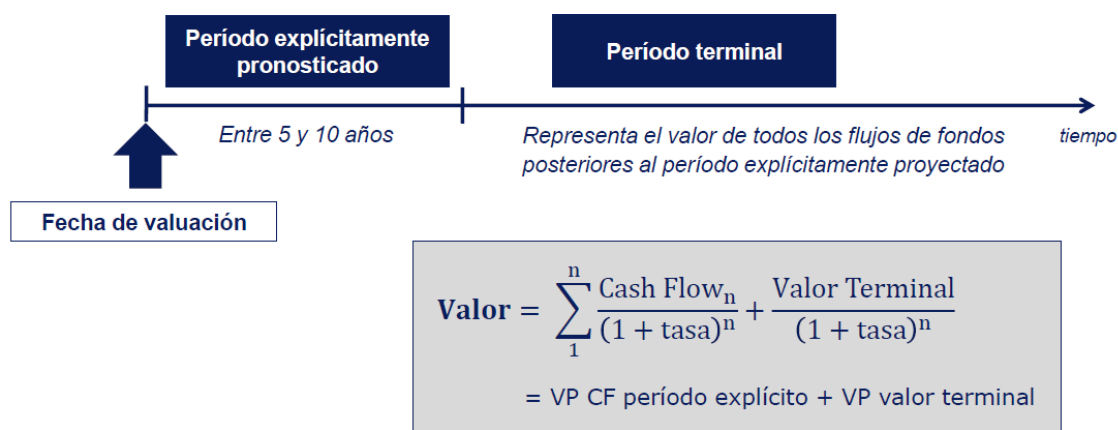 Período explícitamente
pronosticado
Período terminal
Entre 5 y 10 años
Representa el valor de todos los flujos de fondos
posteriores al período explícitamente proyectado
tiempo
Fecha de valuación
Valor = ∑₁ⁿ Cash Flowₙ/(1 + tasa)ⁿ + Valor Terminal/(1 + tasa)ⁿ
= VP CF período explícito + VP valor terminal